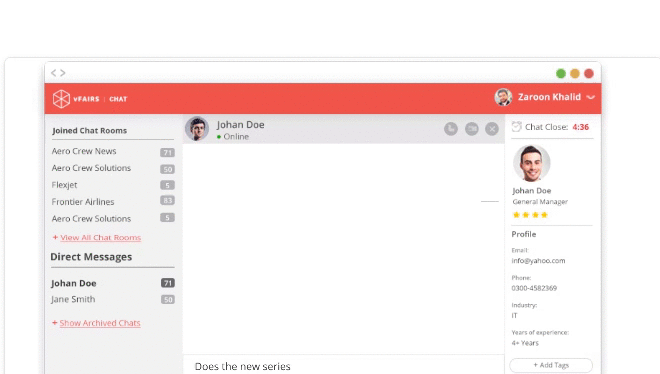 vFAIRS | CHAT
Zaroon Khalid
Joined Chat Rooms
Aero Crew News 71
Aero Crew Solutions 50
Flexjet 5
Frontier Airlines 83
Aero Crew Solutions 5
+ View All Chat Rooms
Direct Messages
Johan Doe 71
Jane Smith 50
+ Show Archived Chats
Johan Doe
Online
Does the new series
Chat Close: 4:36
Johan Doe
General Manager
Profile
Email:
info@yahoo.com
Phone:
0300-4582369
Industry:
IT
Years of experience:
4+ Years
+ Add Tags